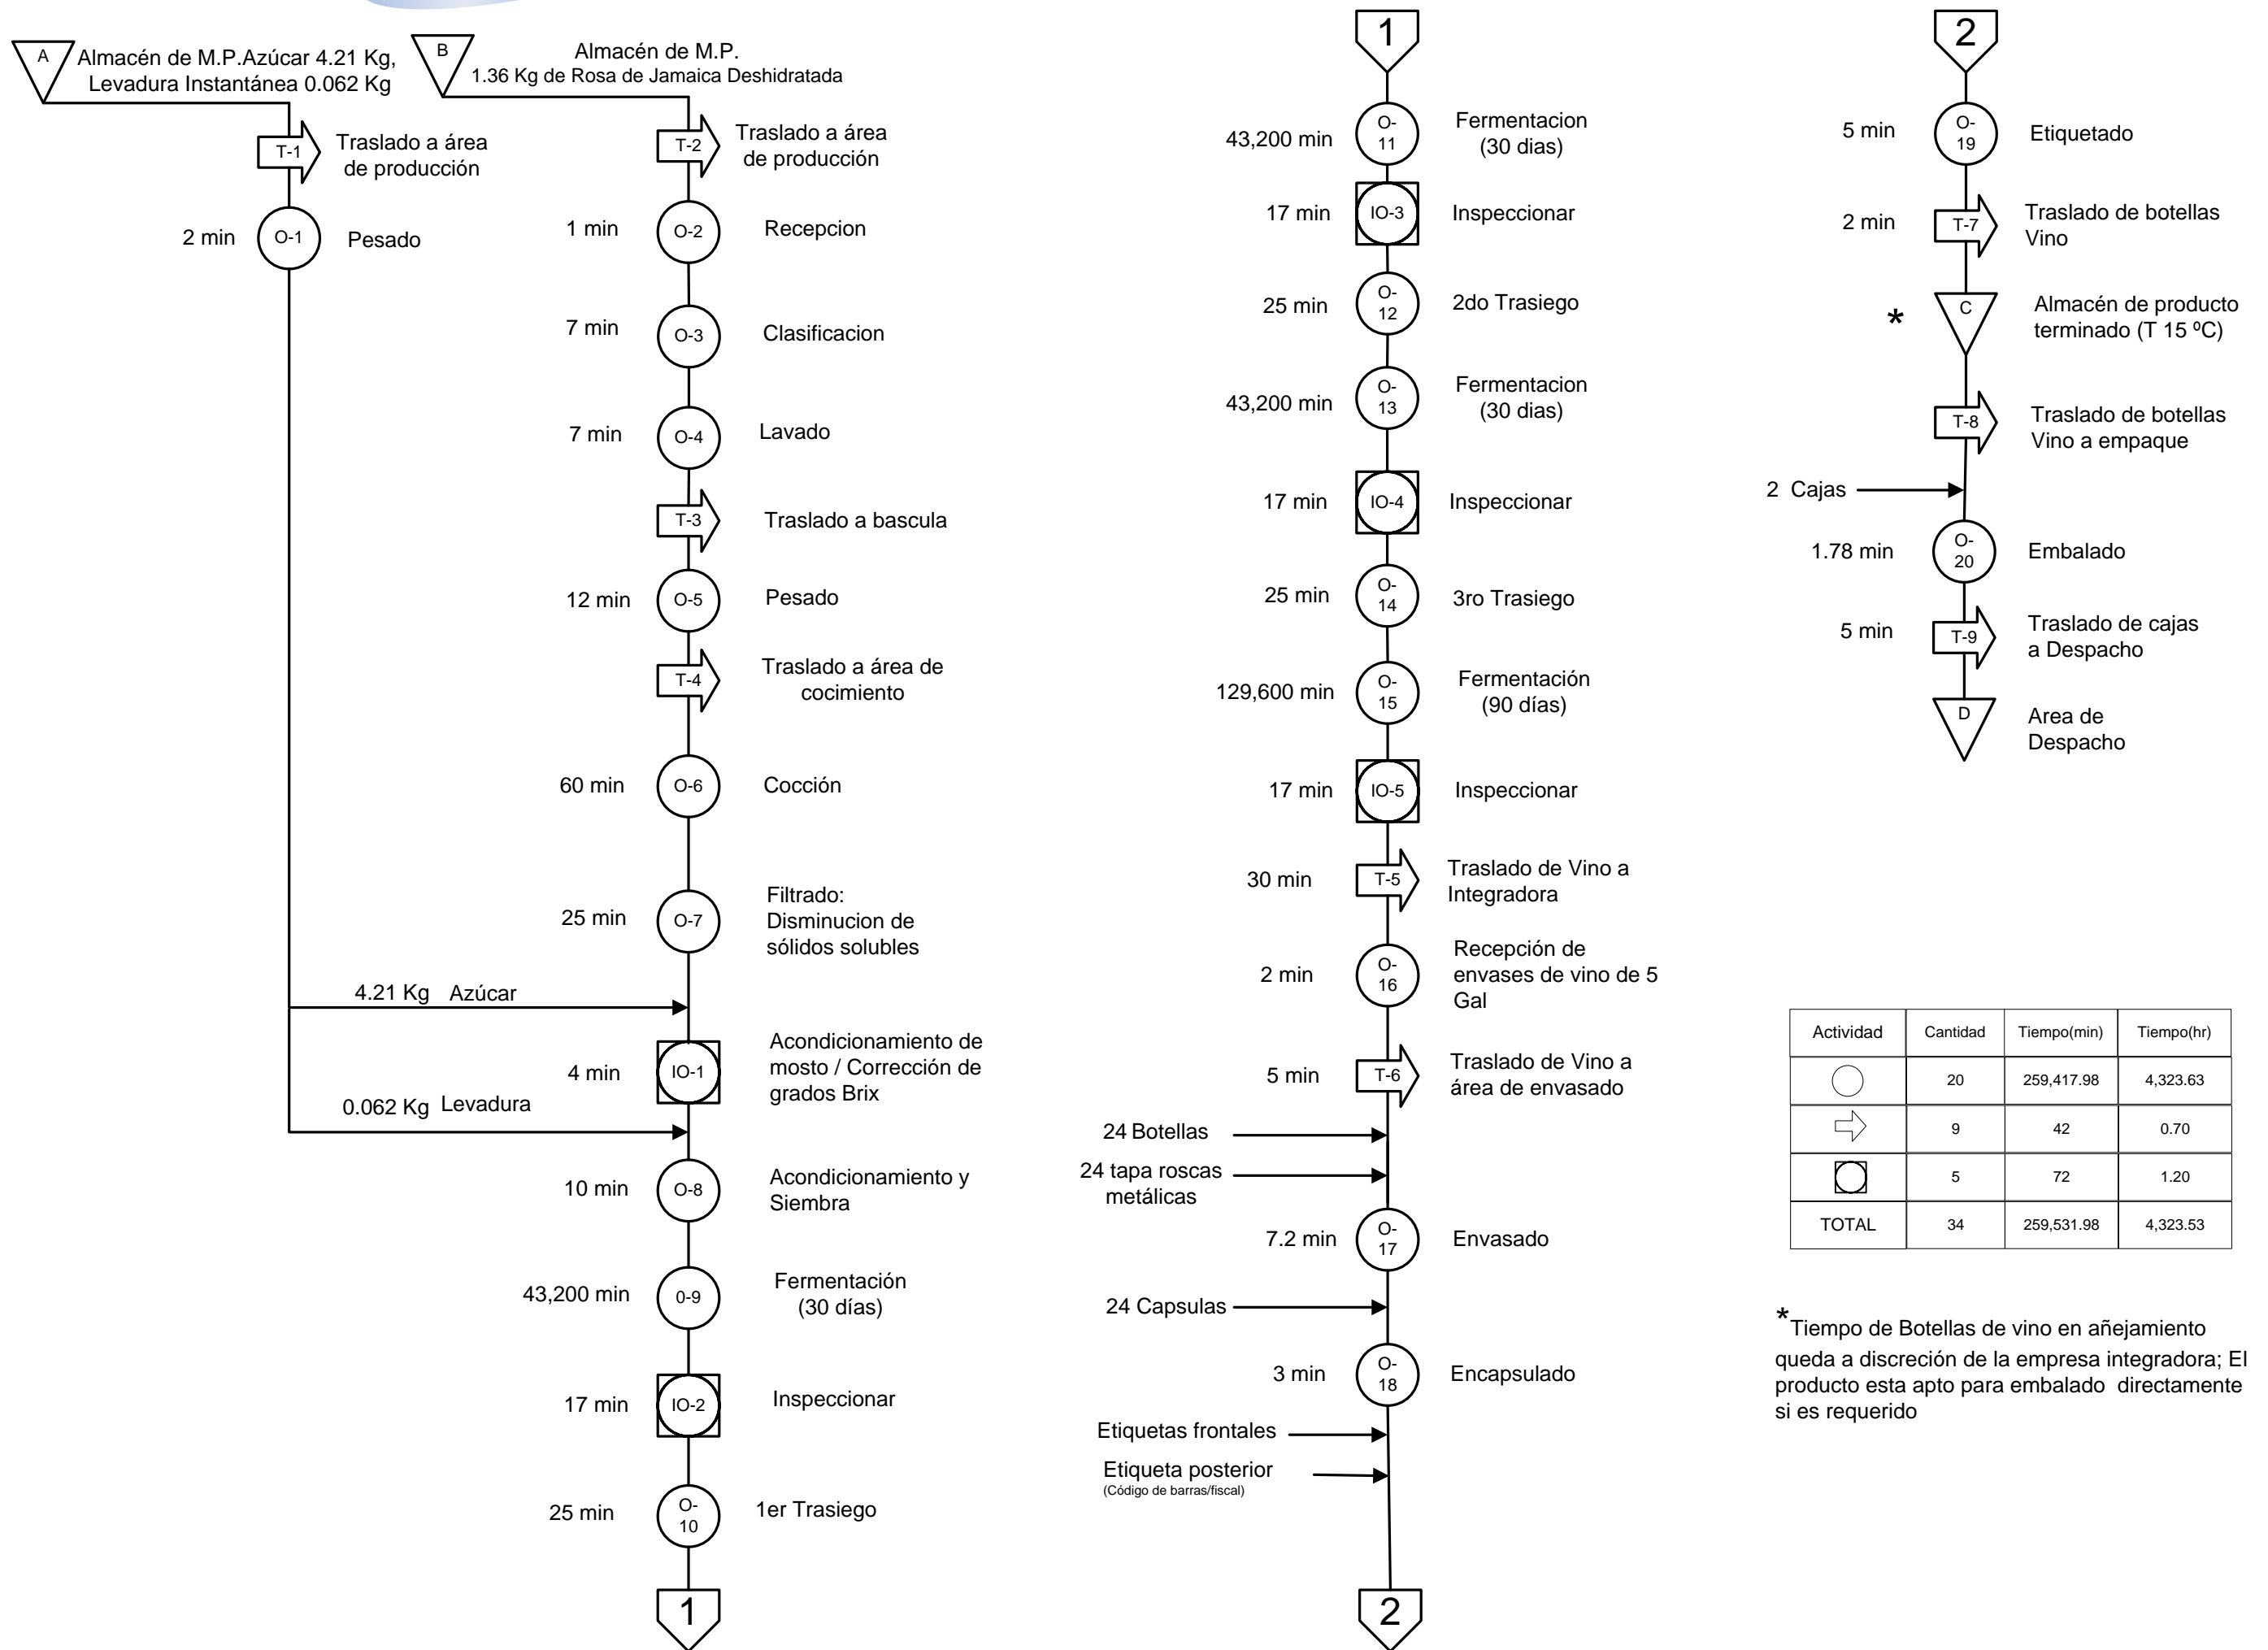 A
Almacén de M.P.Azúcar 4.21 Kg,
Levadura Instantánea 0.062 Kg
T-1
Traslado a área
de producción
2 min
O-1
Pesado
B
Almacén de M.P.
1.36 Kg de Rosa de Jamaica Deshidratada
T-2
Traslado a área
de producción
1 min
O-2
Recepcion
7 min
O-3
Clasificacion
7 min
O-4
Lavado
T-3
Traslado a bascula
12 min
O-5
Pesado
T-4
Traslado a área de
cocimiento
60 min
O-6
Cocción
25 min
O-7
Filtrado:
Disminucion de
sólidos solubles
4.21 Kg Azúcar
4 min
IO-1
Acondicionamiento de
mosto / Corrección de
grados Brix
0.062 Kg Levadura
10 min
O-8
Acondicionamiento y
Siembra
43,200 min
0-9
Fermentación
(30 días)
17 min
IO-2
Inspeccionar
25 min
O-
10
1er Trasiego
1
1
43,200 min
O-
11
Fermentacion
(30 dias)
17 min
IO-3
Inspeccionar
25 min
O-
12
2do Trasiego
43,200 min
O-
13
Fermentacion
(30 dias)
17 min
IO-4
Inspeccionar
25 min
O-
14
3ro Trasiego
129,600 min
O-
15
Fermentación
(90 días)
17 min
IO-5
Inspeccionar
30 min
T-5
Traslado de Vino a
Integradora
2 min
O-
16
Recepción de
envases de vino de 5
Gal
5 min
T-6
Traslado de Vino a
área de envasado
24 Botellas
24 tapa roscas
metálicas
7.2 min
O-
17
Envasado
24 Capsulas
3 min
O-
18
Encapsulado
Etiquetas frontales
Etiqueta posterior
(Código de barras/fiscal)
2
2
5 min
O-
19
Etiquetado
2 min
T-7
Traslado de botellas
Vino
*
C
Almacén de producto
terminado (T 15 ºC)
T-8
Traslado de botellas
Vino a empaque
2 Cajas
1.78 min
O-
20
Embalado
5 min
T-9
Traslado de cajas
a Despacho
D
Area de
Despacho
Actividad Cantidad Tiempo(min) Tiempo(hr)
20 259,417.98 4,323.63
9 42 0.70
5 72 1.20
TOTAL 34 259,531.98 4,323.53
*Tiempo de Botellas de vino en añejamiento
queda a discreción de la empresa integradora; El
producto esta apto para embalado directamente
si es requerido